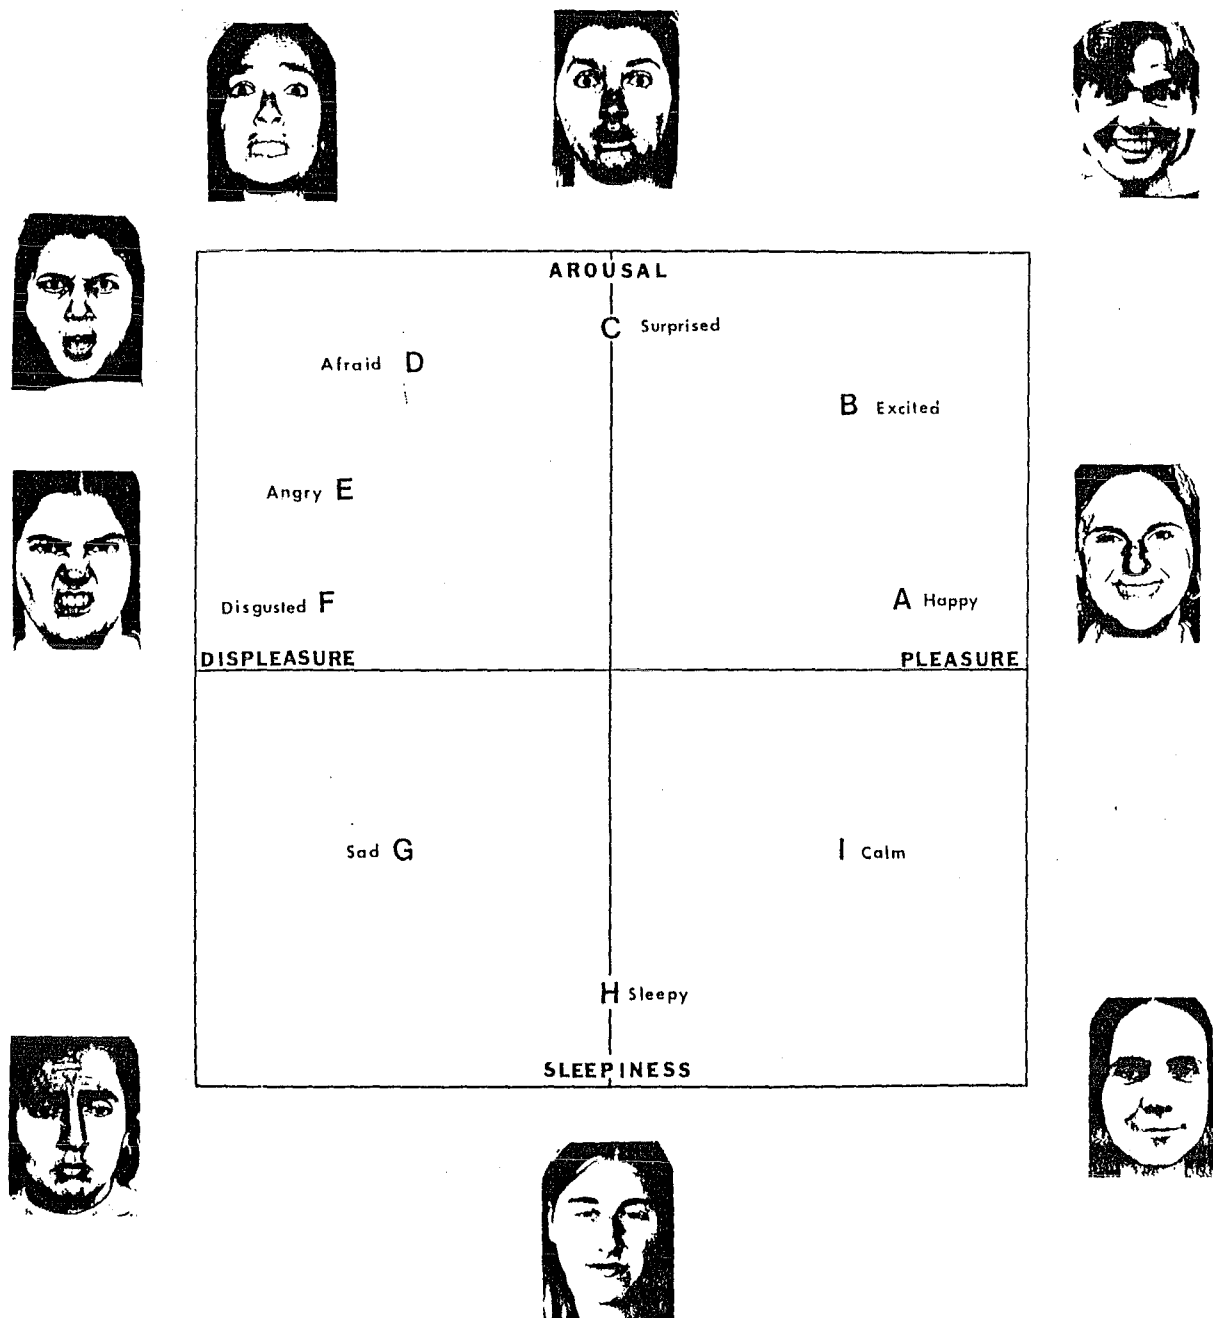 AROUSAL
C Surprised
Afraid D
B Excited
Angry E
A Happy
Disgusted F
DISPLEASURE
PLEASURE
Sad G
I Calm
H Sleepy
SLEEPINESS